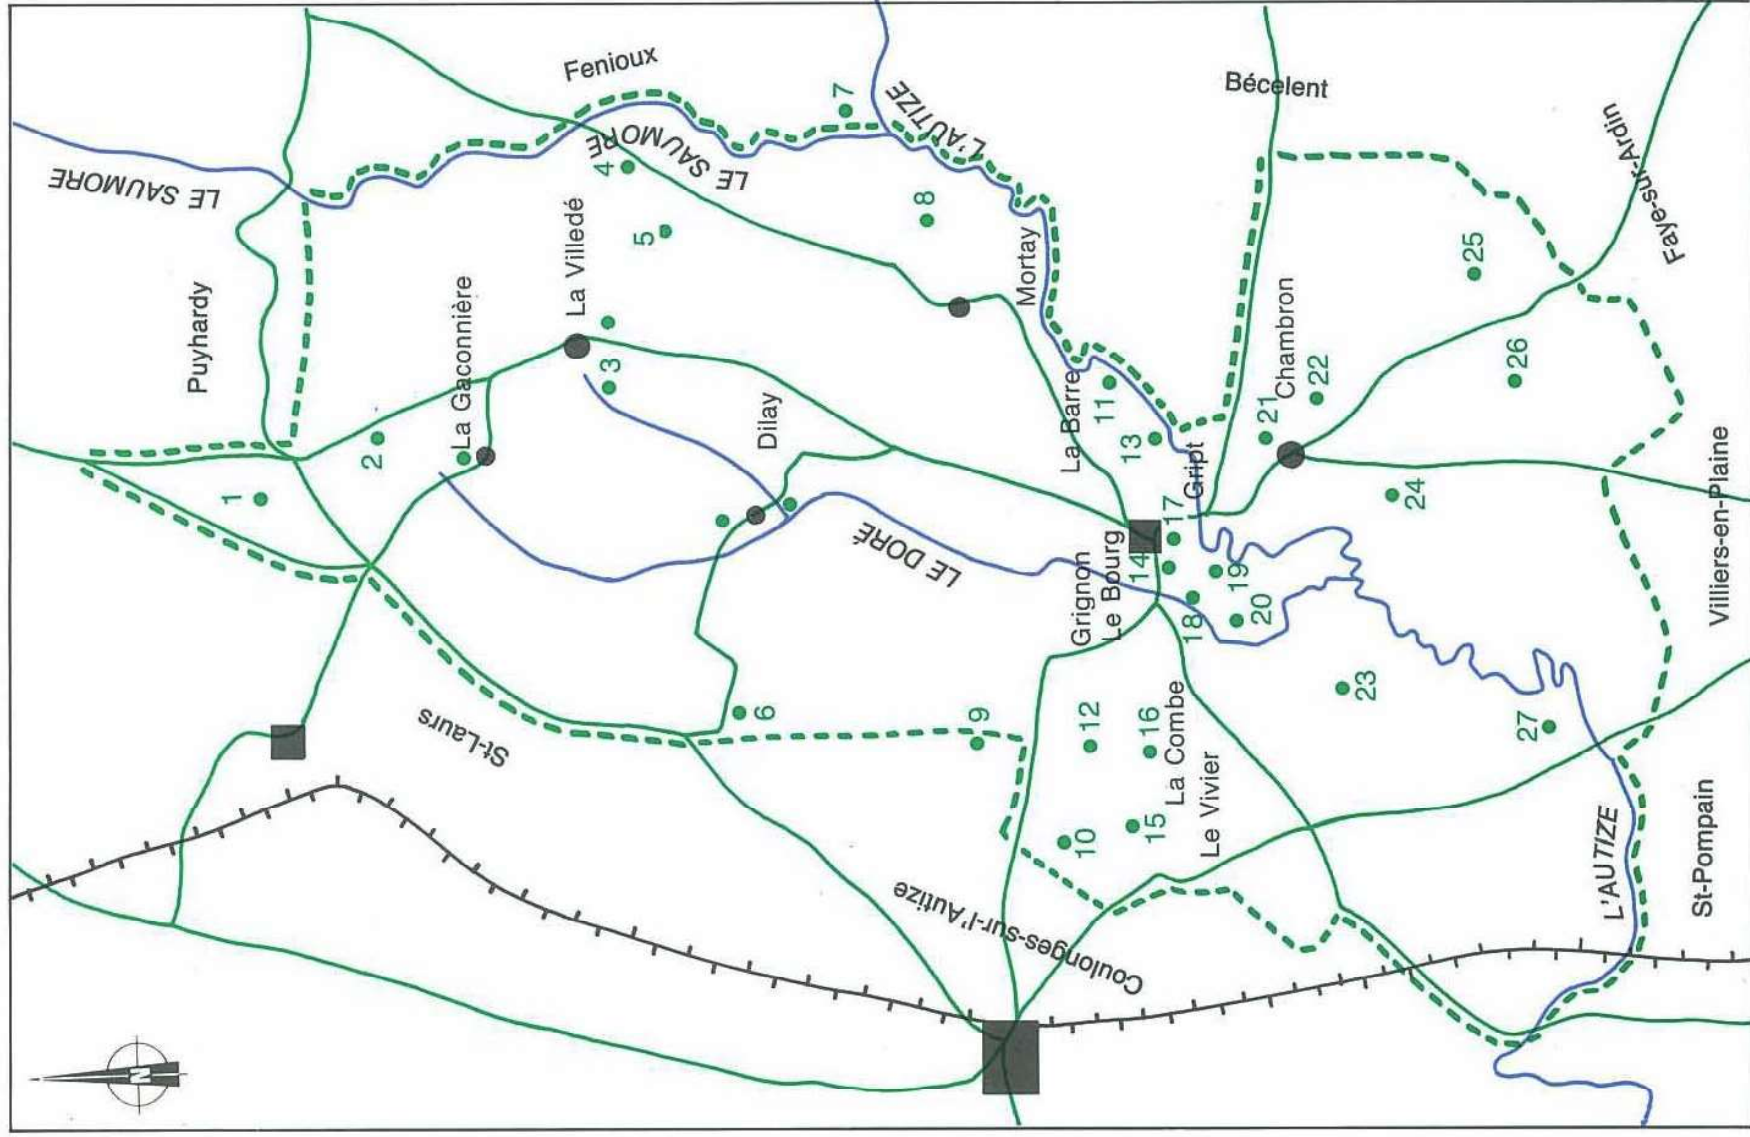 N
LE SAUMORE
Puyhardy
Fenioux
LE SAUMORE
L'AUTIZE
Bécelent
Faye-sur-Ardin
La Gaconnière
La Villedé
Dilay
Mortay
La Barre
Gript
Chambron
LE DORÉ
Grignon
Le Bourg
St-Laurs
La Combe
Le Vivier
Coulonges-sur-l'Autize
L'AUTIZE
St-Pompain
Villiers-en-Plaine
1
2
3
4
5
6
7
8
9
10
11
12
13
14
15
16
17
18
19
20
21
22
23
24
25
26
27